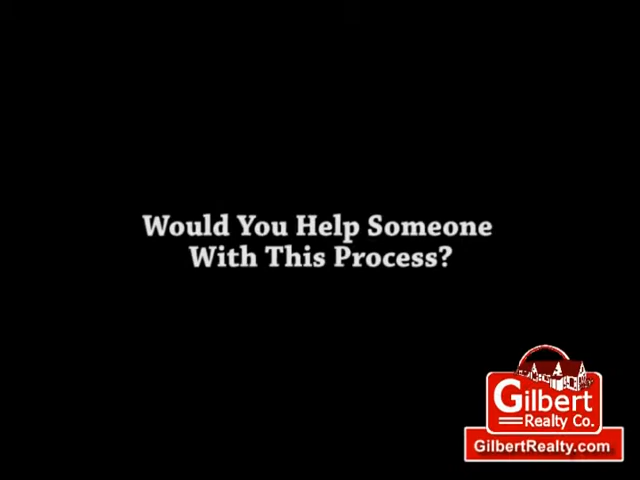 Would You Help Someone
With This Process?
Gilbert
Realty Co.
GilbertRealty.com